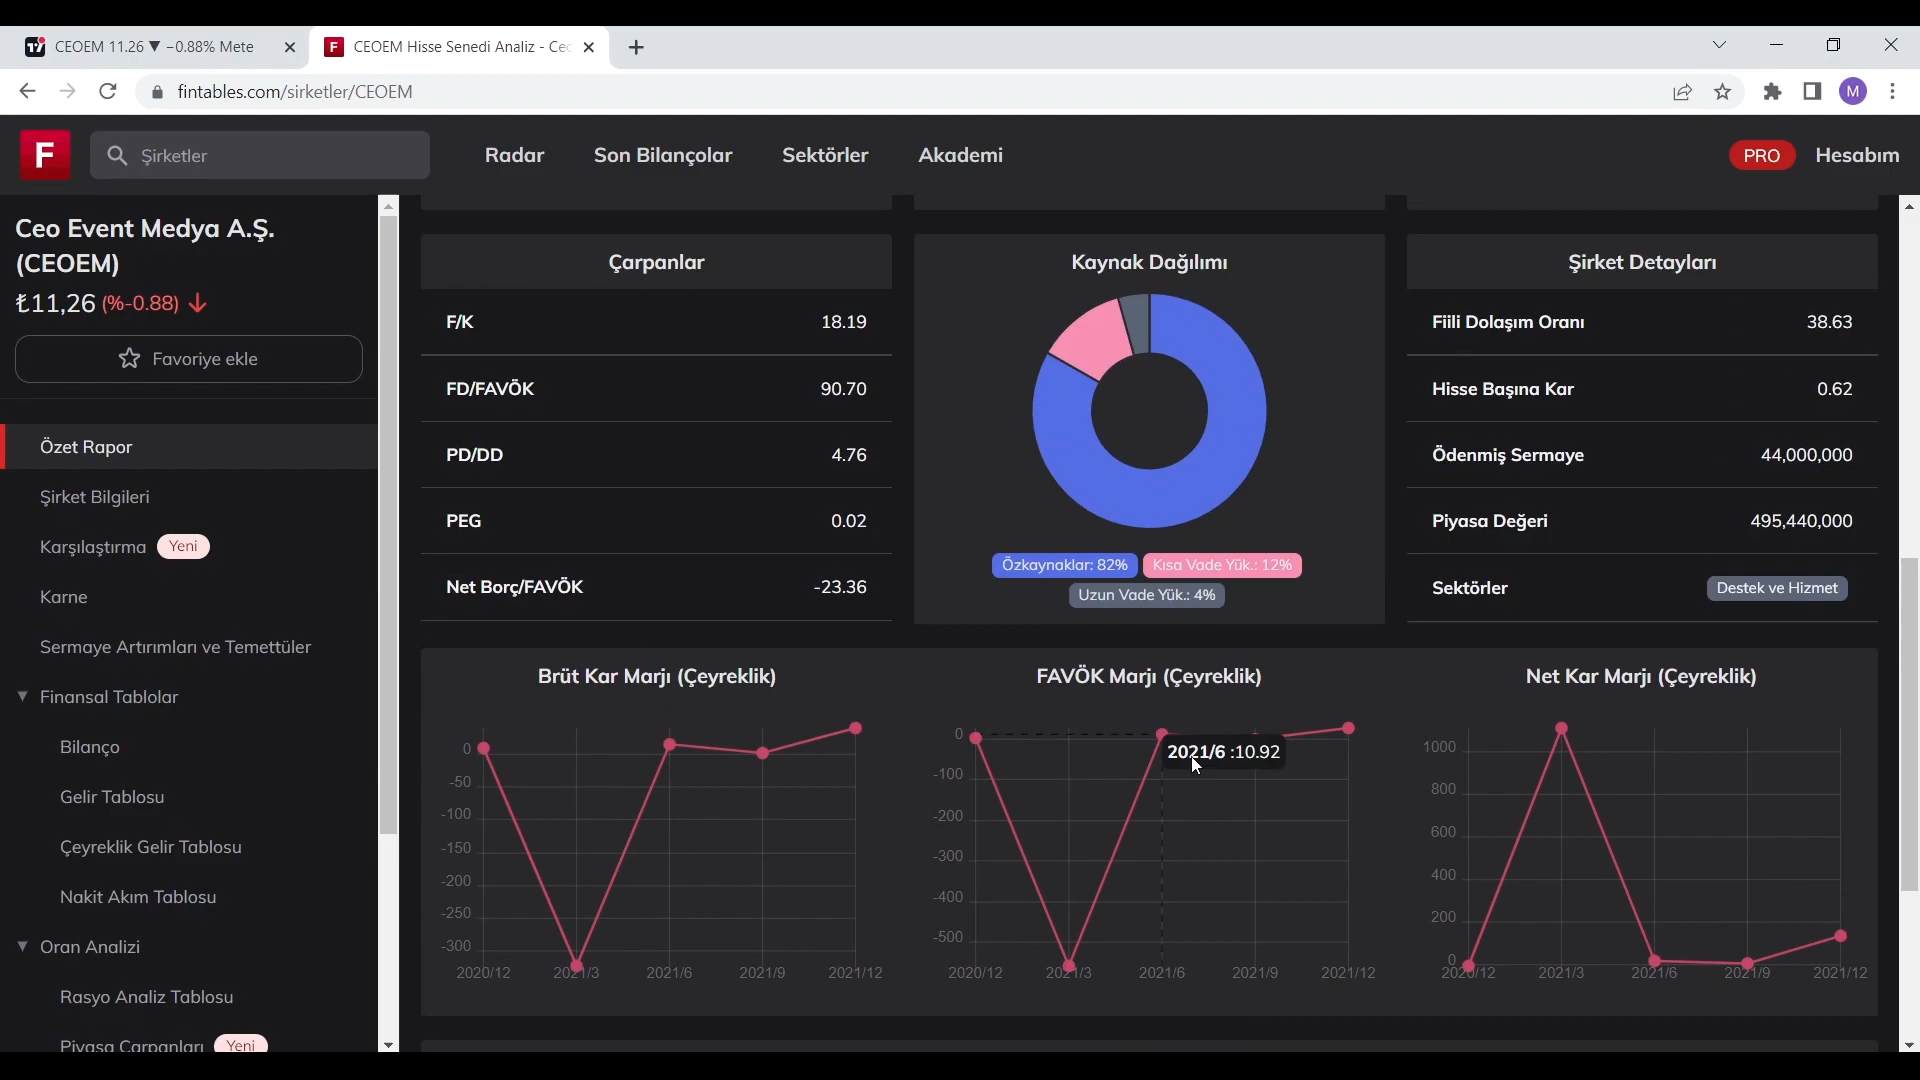 CEOEM 11.26 ▼ −0.88% Mete
CEOEM Hisse Senedi Analiz - Ceo
fintables.com/sirketler/CEOEM
M
F
Şirketler
Radar
Son Bilançolar
Sektörler
Akademi
PRO
Hesabım
Ceo Event Medya A.Ş.
(CEOEM)
₺11,26 (%-0.88)
Favoriye ekle
Özet Rapor
Şirket Bilgileri
Karşılaştırma Yeni
Karne
Sermaye Artırımları ve Temettüler
▼ Finansal Tablolar
Bilanço
Gelir Tablosu
Çeyreklik Gelir Tablosu
Nakit Akım Tablosu
▼ Oran Analizi
Rasyo Analiz Tablosu
Piyasa Çarpanları Yeni
Çarpanlar
F/K 18.19
FD/FAVÖK 90.70
PD/DD 4.76
PEG 0.02
Net Borç/FAVÖK -23.36
Kaynak Dağılımı
Özkaynaklar: 82% Kısa Vade Yük.: 12%
Uzun Vade Yük.: 4%
Şirket Detayları
Fiili Dolaşım Oranı 38.63
Hisse Başına Kar 0.62
Ödenmiş Sermaye 44,000,000
Piyasa Değeri 495,440,000
Sektörler Destek ve Hizmet
Brüt Kar Marjı (Çeyreklik)
0
-50
-100
-150
-200
-250
-300
2020/12 2021/3 2021/6 2021/9 2021/12
FAVÖK Marjı (Çeyreklik)
0
2021/6 :10.92
-100
-200
-300
-400
-500
2020/12 2021/3 2021/6 2021/9 2021/12
Net Kar Marjı (Çeyreklik)
1000
800
600
400
200
0
2020/12 2021/3 2021/6 2021/9 2021/12